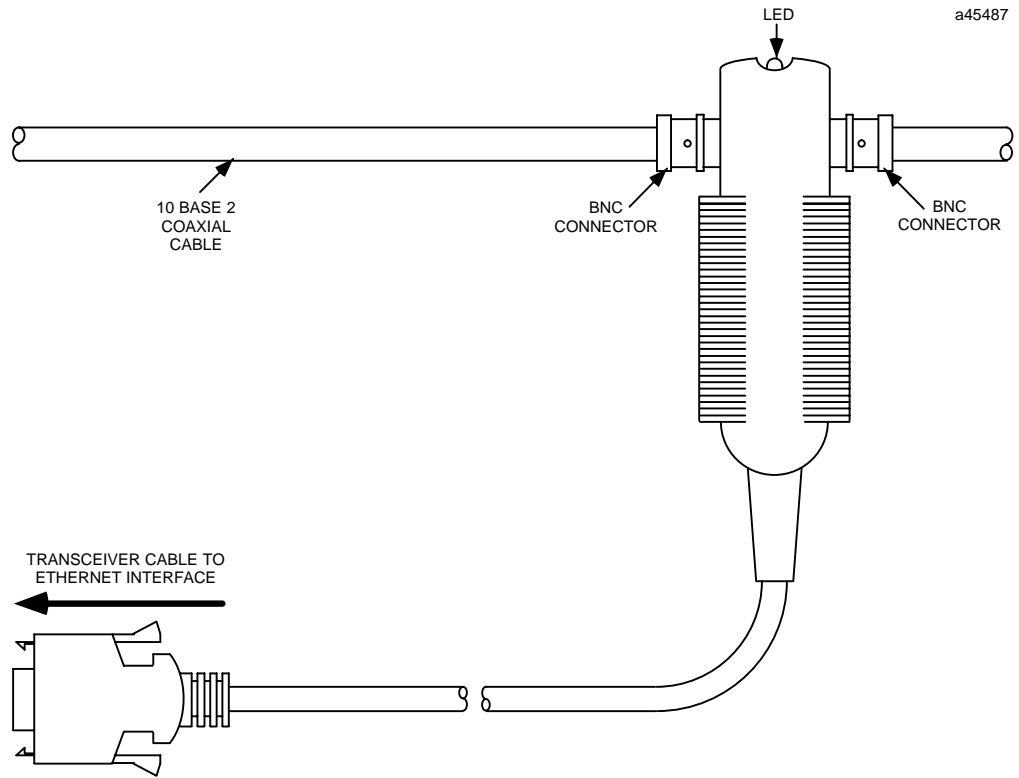 LED
a45487
10 BASE 2
COAXIAL
CABLE
BNC
CONNECTOR
BNC
CONNECTOR
TRANSCEIVER CABLE TO
ETHERNET INTERFACE